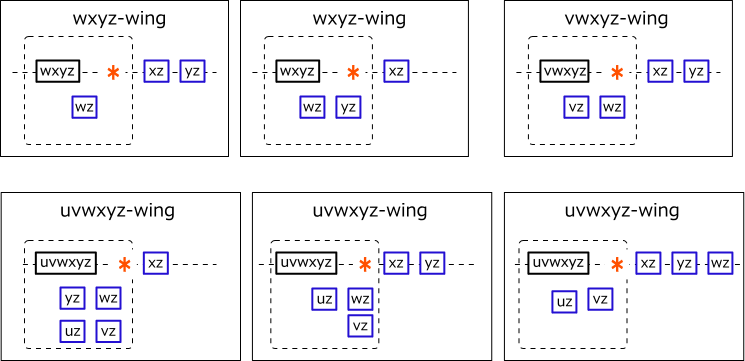 wxyz-wing
wxyz * xz yz
wz
wxyz-wing
wxyz * xz
wz yz
vwxyz-wing
vwxyz * xz yz
vz wz
uvwxyz-wing
uvwxyz * xz
yz wz
uz vz
uvwxyz-wing
uvwxyz * xz yz
uz wz
vz
uvwxyz-wing
uvwxyz * xz yz wz
uz vz